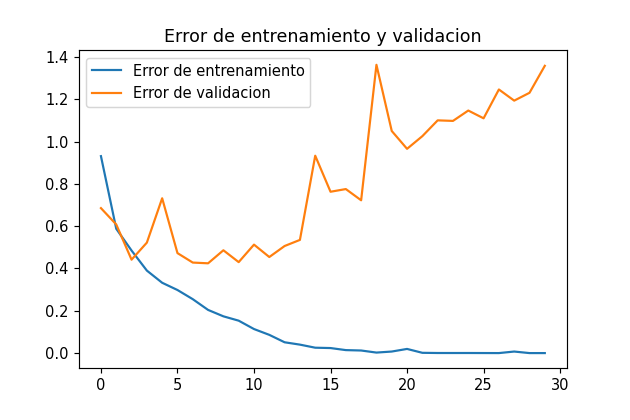 Error de entrenamiento y validacion
Error de entrenamiento
Error de validacion
1.4
1.2
1.0
0.8
0.6
0.4
0.2
0.0
0 5 10 15 20 25 30